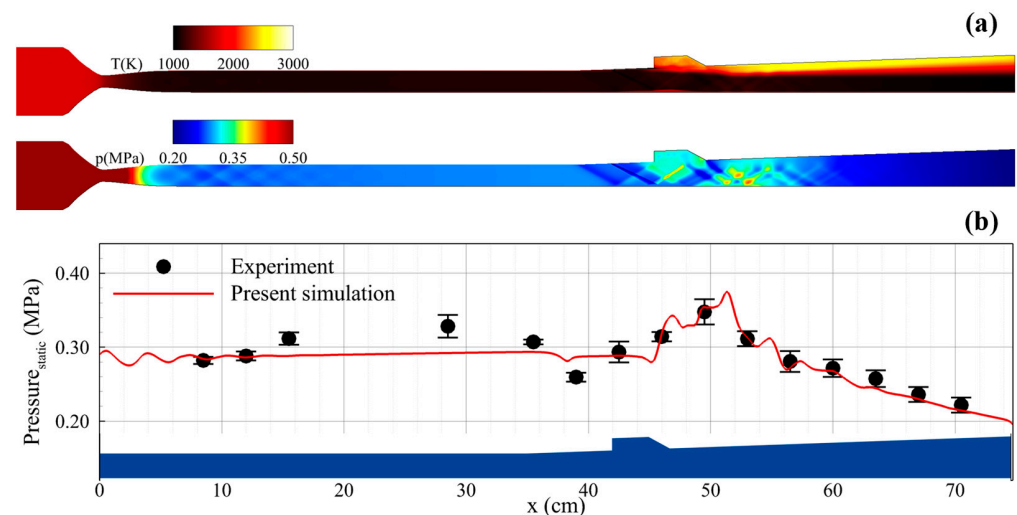 (a)
T(K)
1000 2000 3000
p(MPa)
0.20 0.35 0.50
(b)
Pressure_static (MPa)
0.40
0.30
0.20
Experiment
Present simulation
0 10 20 30 40 50 60 70
x (cm)